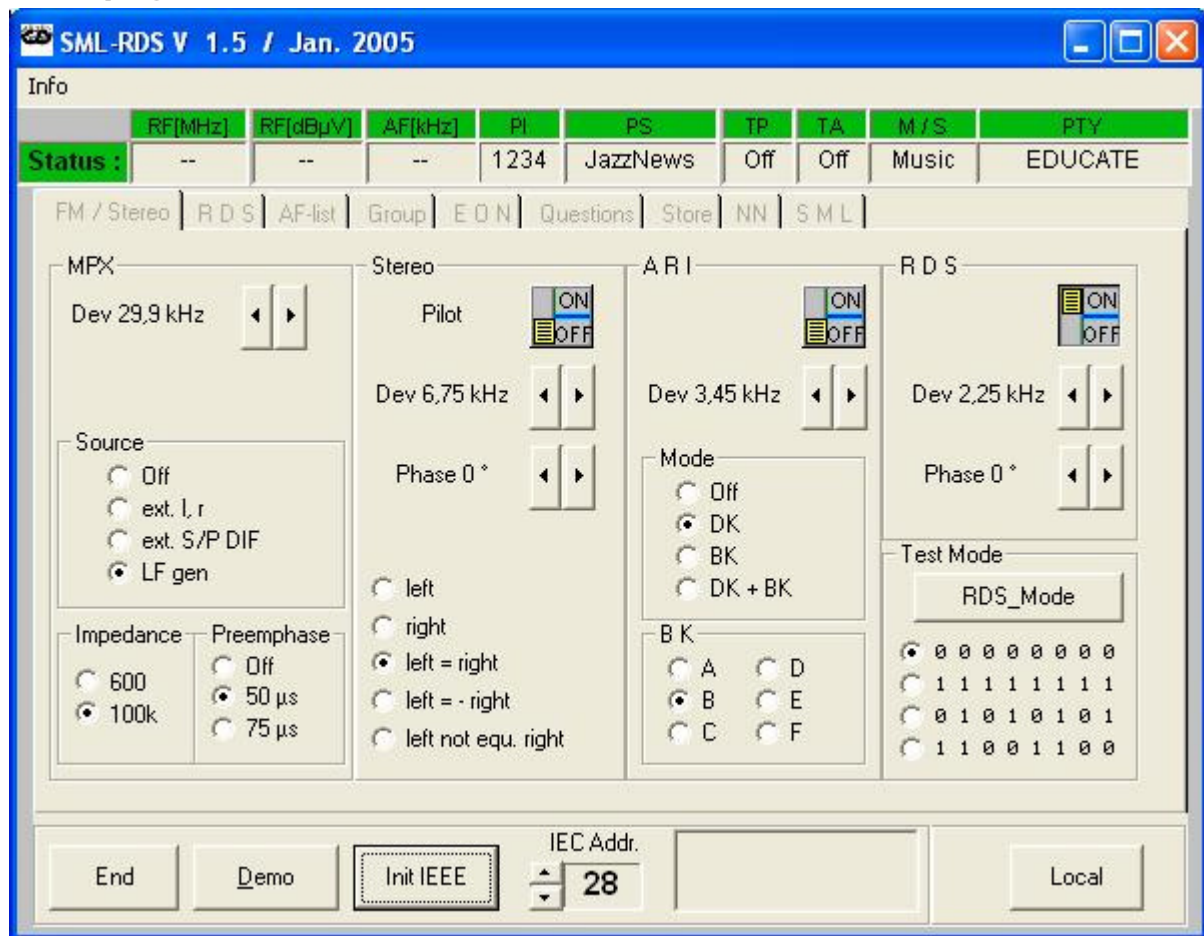 SML-RDS V 1.5 / Jan. 2005
Info
RF[MHz] RF[dBµV] AF[kHz] PI PS TP TA M / S PTY
Status : -- -- -- 1234 JazzNews Off Off Music EDUCATE
FM / Stereo R D S AF-list Group E O N Questions Store NN S M L
MPX
Dev 29,9 kHz
Source
Off
ext. l, r
ext. S/P DIF
LF gen
Impedance
600
100k
Preemphase
Off
50 µs
75 µs
Stereo
Pilot
ON
OFF
Dev 6,75 kHz
Phase 0 °
left
right
left = right
left = - right
left not equ. right
A R I
ON
OFF
Dev 3,45 kHz
Mode
Off
DK
BK
DK + BK
B K
A D
B E
C F
R D S
ON
OFF
Dev 2,25 kHz
Phase 0 °
Test Mode
RDS_Mode
0 0 0 0 0 0 0 0
1 1 1 1 1 1 1 1
0 1 0 1 0 1 0 1
1 1 0 0 1 1 0 0
End
Demo
Init IEEE
IEC Addr.
28
Local